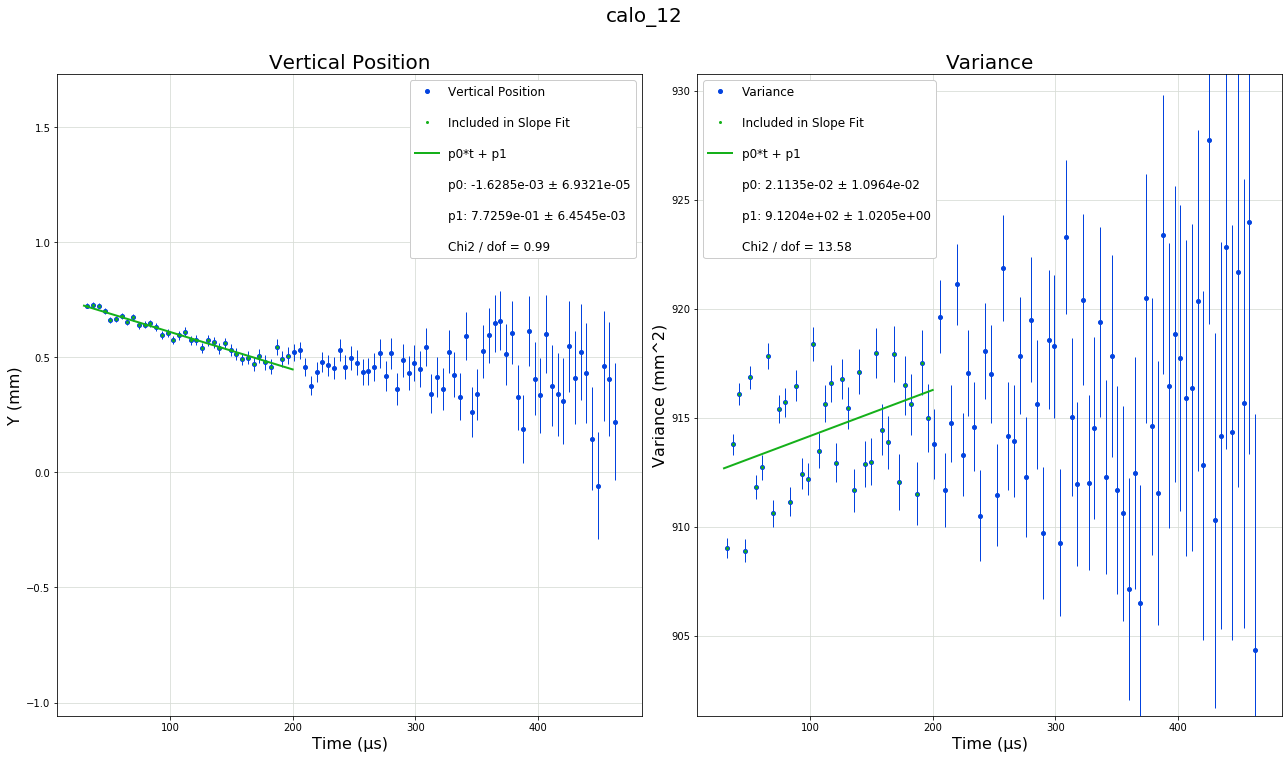 calo_12
Vertical Position
Y (mm)
1.5
1.0
0.5
0.0
−0.5
−1.0
100
200
300
400
Time (µs)
Vertical Position
Included in Slope Fit
p0*t + p1
p0: -1.6285e-03 ± 6.9321e-05
p1: 7.7259e-01 ± 6.4545e-03
Chi2 / dof = 0.99
Variance
Variance (mm^2)
930
925
920
915
910
905
100
200
300
400
Time (µs)
Variance
Included in Slope Fit
p0*t + p1
p0: 2.1135e-02 ± 1.0964e-02
p1: 9.1204e+02 ± 1.0205e+00
Chi2 / dof = 13.58